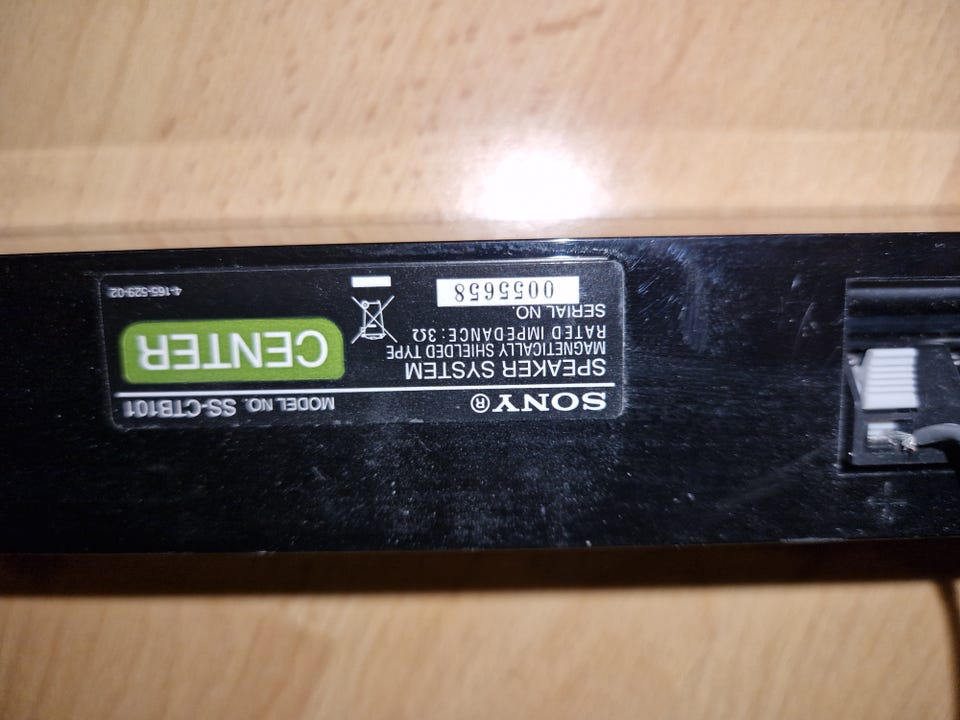 SONY® MODEL NO. SS-CTB101
SPEAKER SYSTEM
MAGNETICALLY SHIELDED TYPE
RATED IMPEDANCE: 3Ω
SERIAL NO.
0055658
CENTER
4-165-529-02